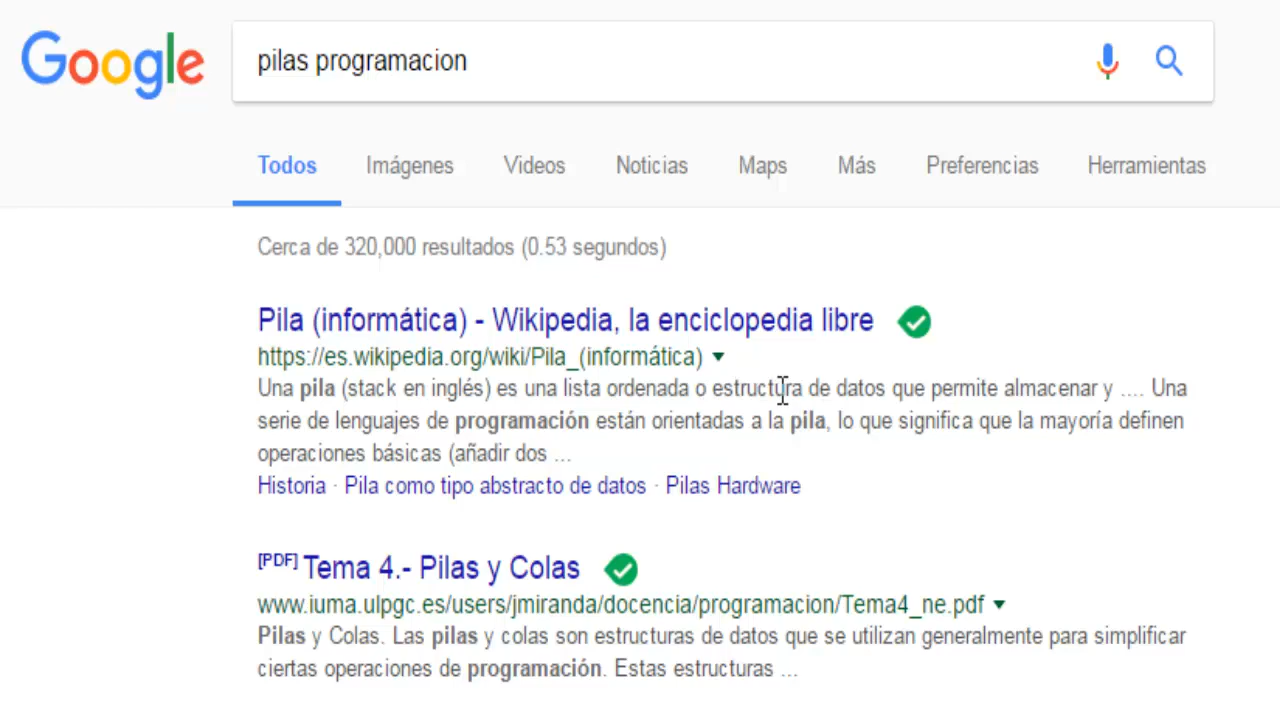 Google
pilas programacion
Todos Imágenes Videos Noticias Maps Más Preferencias Herramientas
Cerca de 320,000 resultados (0.53 segundos)
Pila (informática) - Wikipedia, la enciclopedia libre
https://es.wikipedia.org/wiki/Pila_(informática)
Una pila (stack en inglés) es una lista ordenada o estructura de datos que permite almacenar y .... Una
serie de lenguajes de programación están orientadas a la pila, lo que significa que la mayoría definen
operaciones básicas (añadir dos ...
Historia · Pila como tipo abstracto de datos · Pilas Hardware
[PDF] Tema 4.- Pilas y Colas
www.iuma.ulpgc.es/users/jmiranda/docencia/programacion/Tema4_ne.pdf
Pilas y Colas. Las pilas y colas son estructuras de datos que se utilizan generalmente para simplificar
ciertas operaciones de programación. Estas estructuras ...